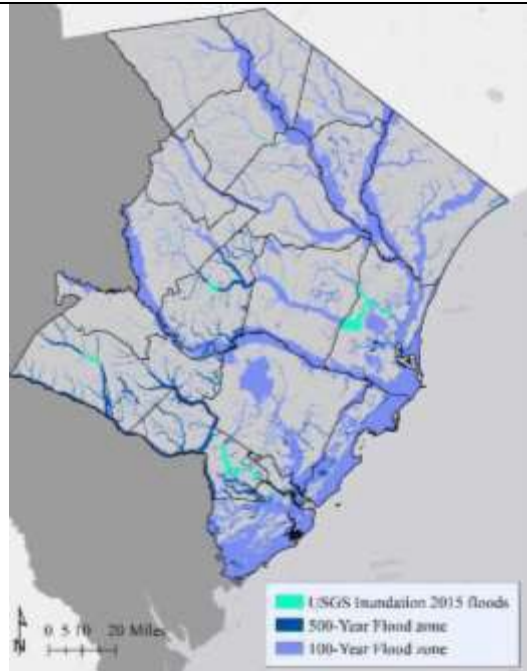 N
0 5 10 20 Miles
USGS Inundation 2015 floods
500-Year Flood zone
100-Year Flood zone